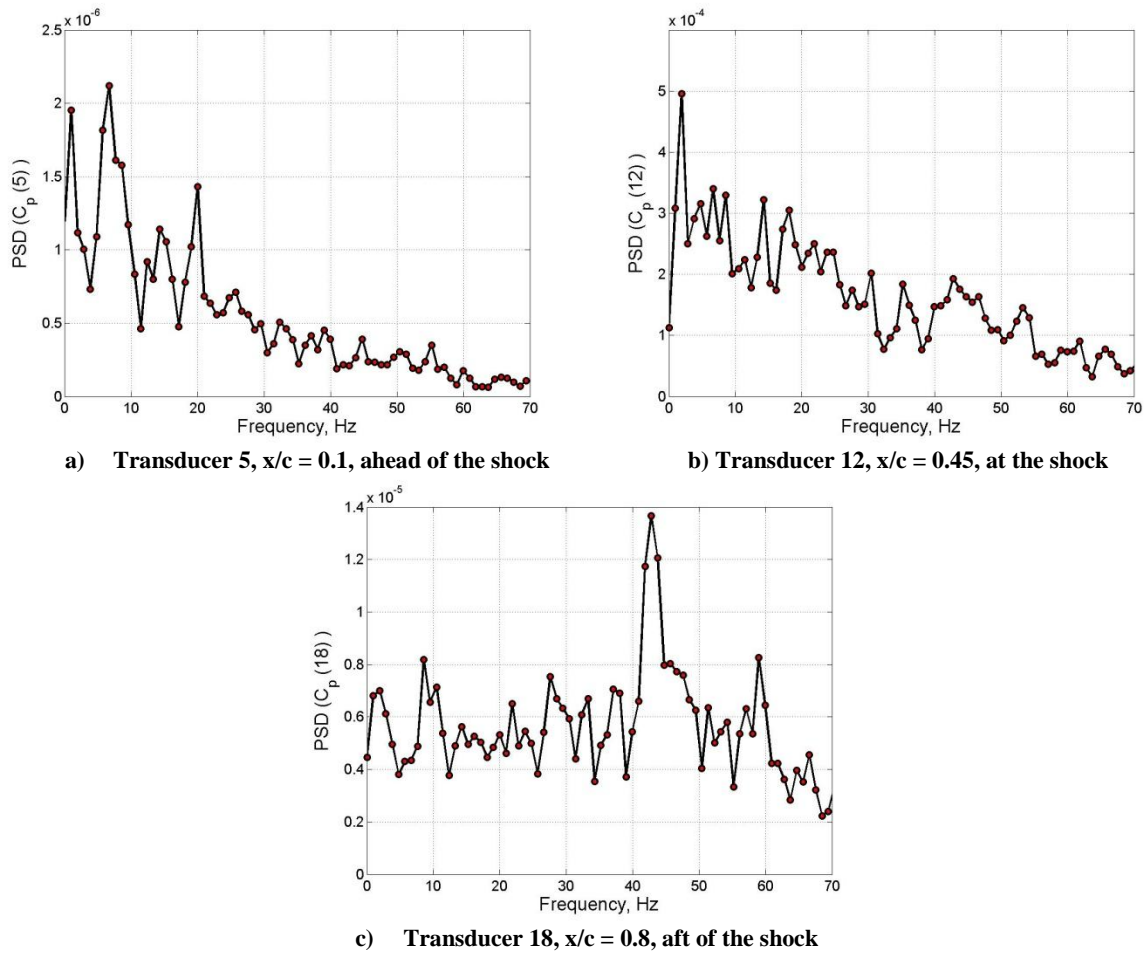 x 10^-6
2.5
2
1.5
1
0.5
0
PSD (C_p (5) )
0 10 20 30 40 50 60 70
Frequency, Hz
a) Transducer 5, x/c = 0.1, ahead of the shock
x 10^-4
5
4
3
2
1
0
PSD (C_p (12) )
0 10 20 30 40 50 60 70
Frequency, Hz
b) Transducer 12, x/c = 0.45, at the shock
x 10^-5
1.4
1.2
1
0.8
0.6
0.4
0.2
0
PSD (C_p (18) )
0 10 20 30 40 50 60 70
Frequency, Hz
c) Transducer 18, x/c = 0.8, aft of the shock